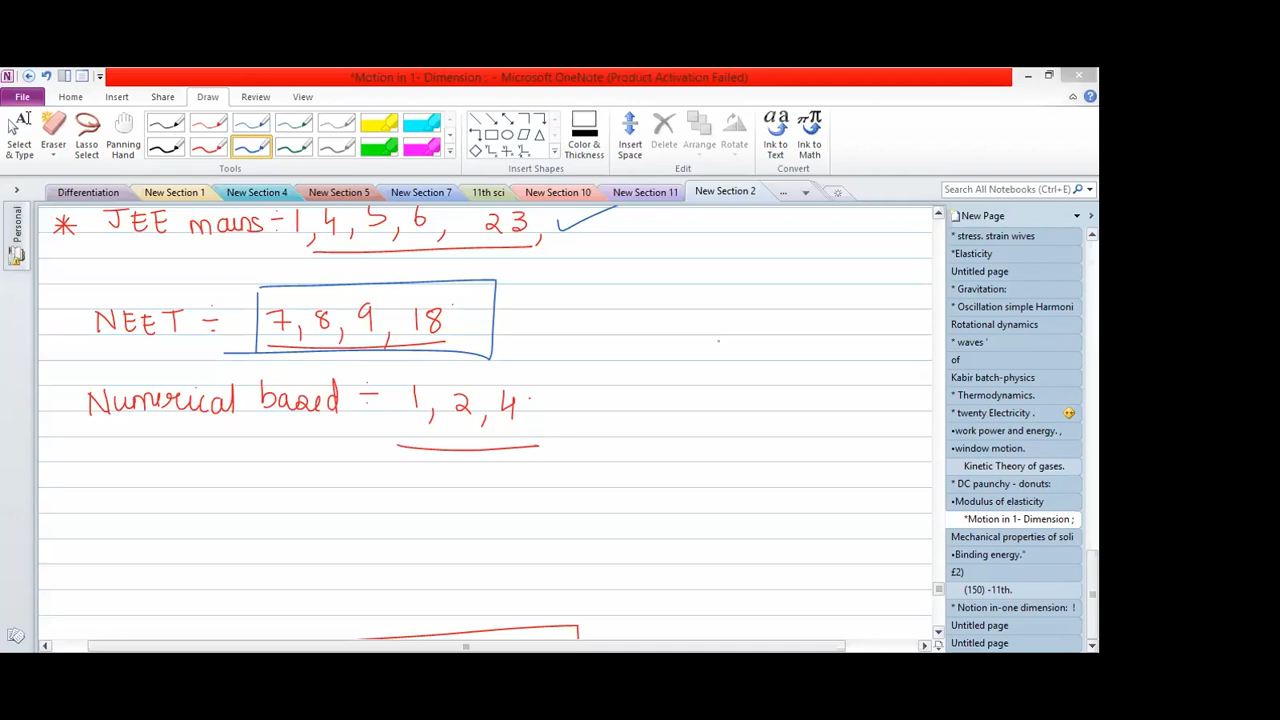 *Motion in 1- Dimension ; - Microsoft OneNote (Product Activation Failed)
File Home Insert Share Draw Review View
Select & Type Eraser Lasso Select Panning Hand Color & Thickness Insert Space Delete Arrange Rotate Ink to Text Ink to Math
Tools Insert Shapes Edit Convert
Differentiation New Section 1 New Section 4 New Section 5 New Section 7 11th sci New Section 10 New Section 11 New Section 2 ... Search All Notebooks (Ctrl+E)
Personal
* JEE mains ÷ 1, 4, 5, 6, 23,
NEET ÷ 7, 8, 9, 18
Numerical based ÷ 1, 2, 4
New Page
* stress. strain wives
*Elasticity
Untitled page
* Gravitation:
* Oscillation simple Harmoni
Rotational dynamics
* waves '
of
Kabir batch-physics
* Thermodynamics.
* twenty Electricity .
•work power and energy. ,
•window motion.
Kinetic Theory of gases.
* DC paunchy - donuts:
•Modulus of elasticity
*Motion in 1- Dimension ;
Mechanical properties of soli
•Binding energy."
£2)
(150) -11th.
* Notion in-one dimension: !
Untitled page
Untitled page